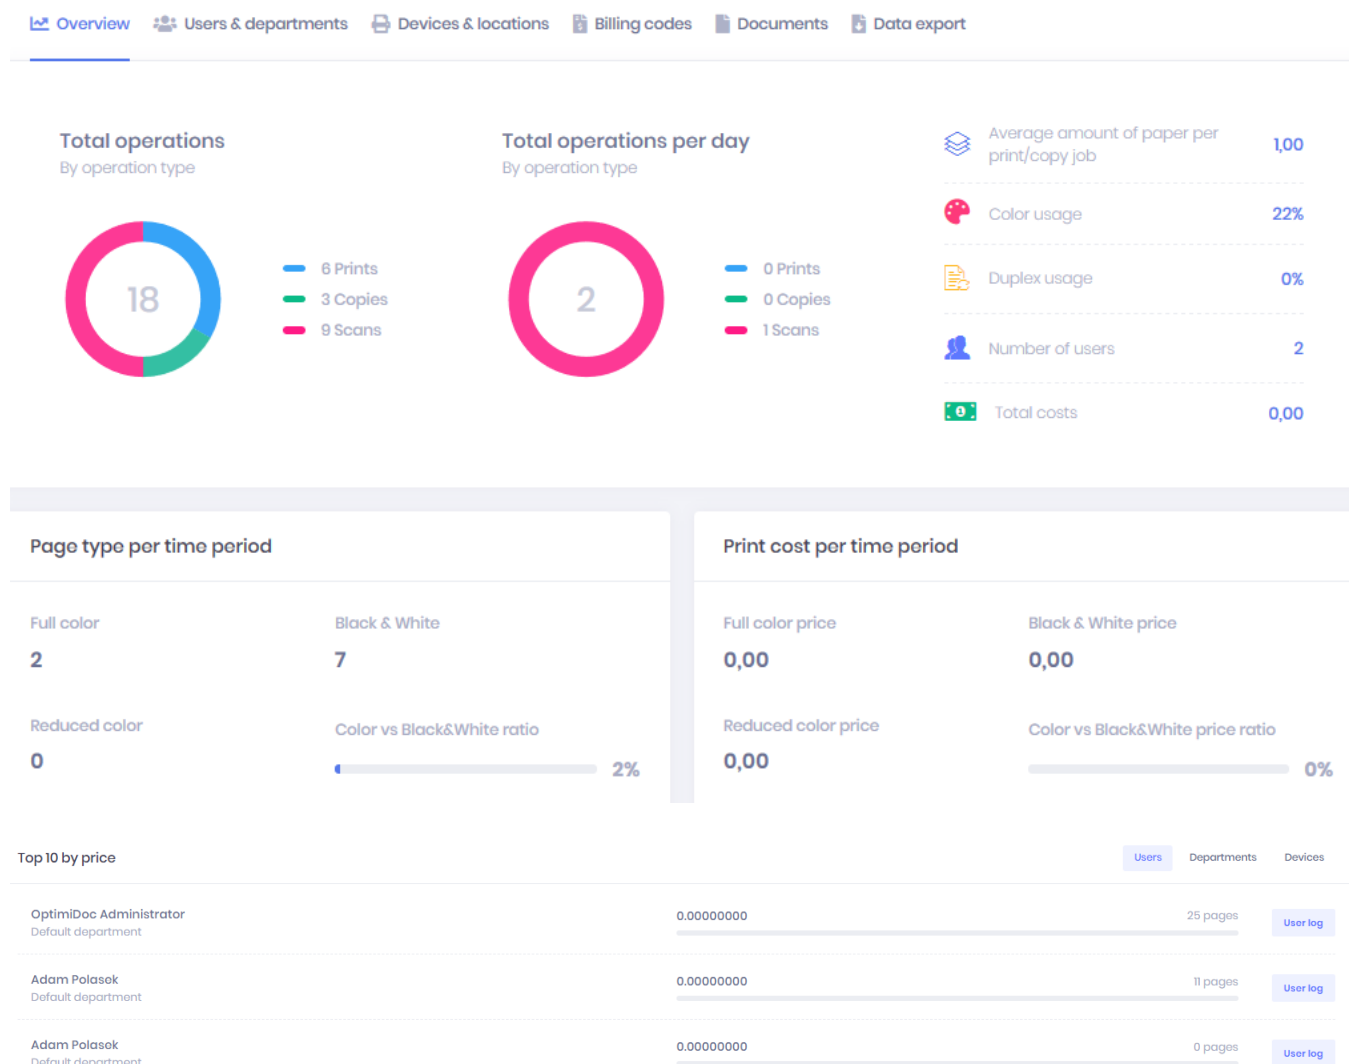 Overview Users & departments Devices & locations Billing codes Documents Data export
Total operations
By operation type
18
6 Prints
3 Copies
9 Scans
Total operations per day
By operation type
2
0 Prints
0 Copies
1 Scans
Average amount of paper per
print/copy job
1,00
Color usage
22%
Duplex usage
0%
Number of users
2
Total costs
0,00
Page type per time period
Full color
2
Black & White
7
Reduced color
0
Color vs Black&White ratio
2%
Print cost per time period
Full color price
0,00
Black & White price
0,00
Reduced color price
0,00
Color vs Black&White price ratio
0%
Top 10 by price
Users Departments Devices
OptimiDoc Administrator
Default department
0.00000000
25 pages
User log
Adam Polasek
Default department
0.00000000
11 pages
User log
Adam Polasek
Default department
0.00000000
0 pages
User log